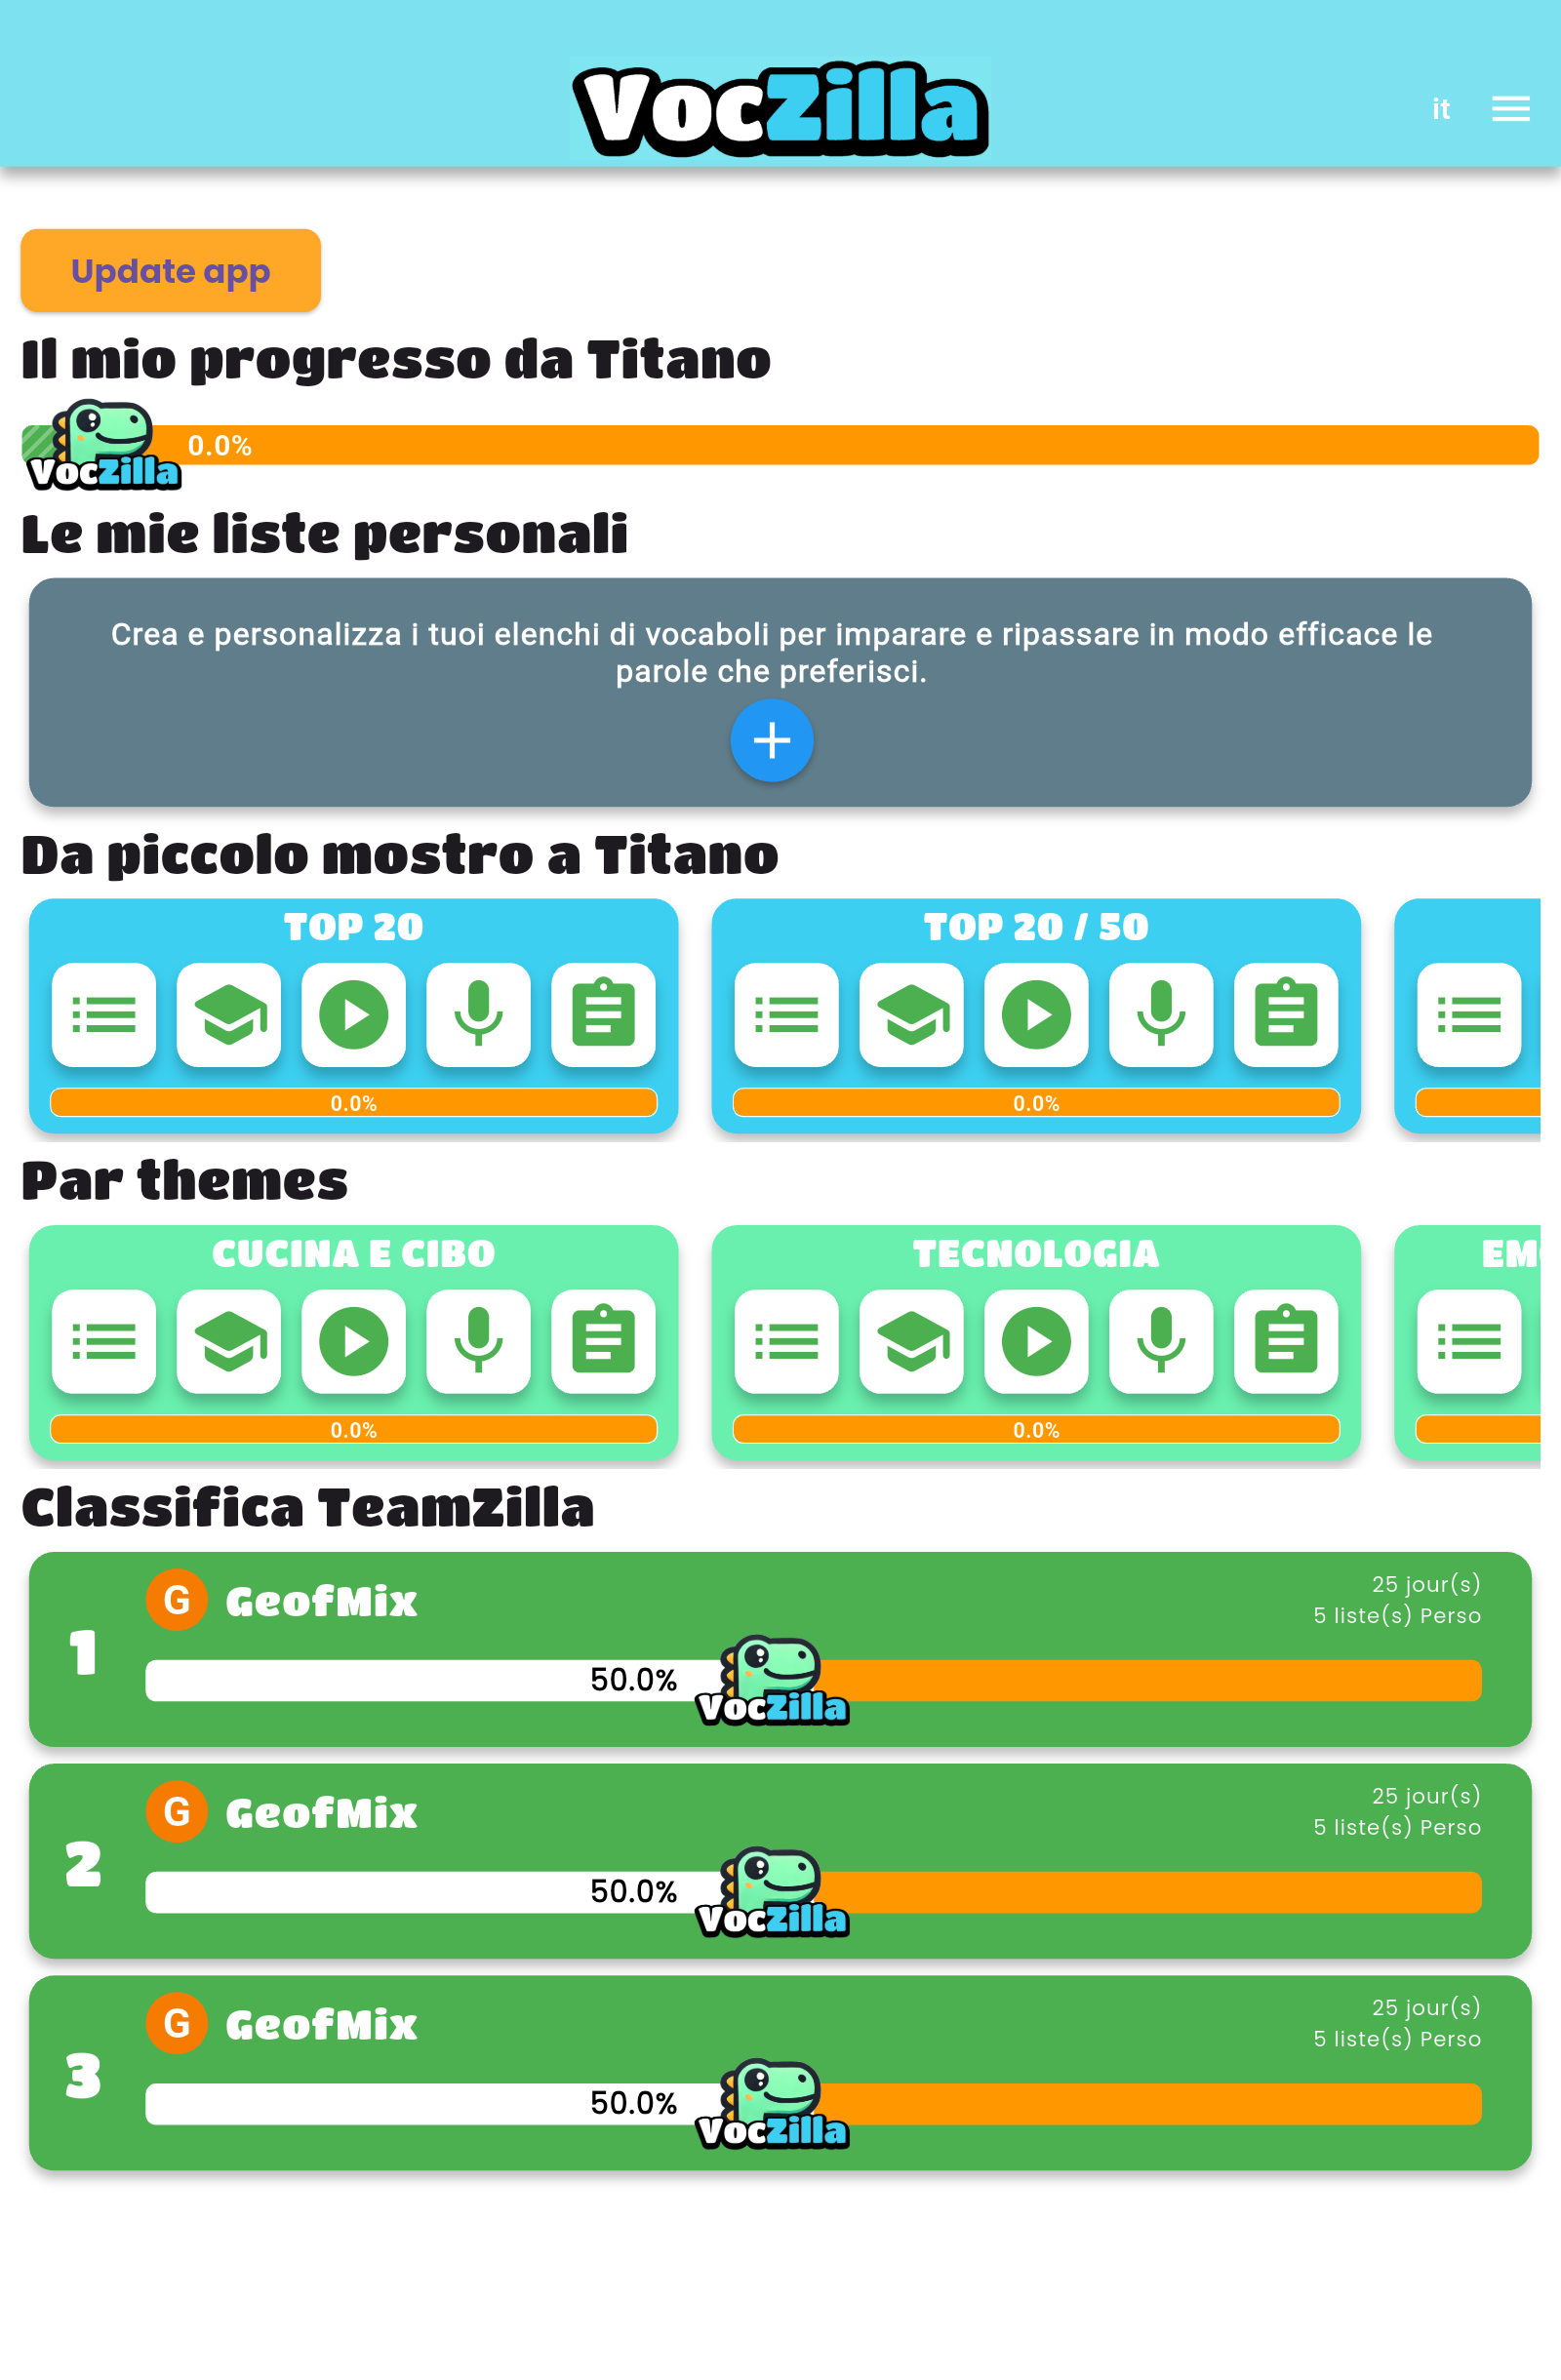 VocZilla
it
Update app
Il mio progresso da Titano
0.0%
VocZilla
Le mie liste personali
Crea e personalizza i tuoi elenchi di vocaboli per imparare e ripassare in modo efficace le
parole che preferisci.
Da piccolo mostro a Titano
TOP 20
TOP 20 / 50
0.0%
0.0%
Par themes
CUCINA E CIBO
TECNOLOGIA
0.0%
0.0%
Classifica TeamZilla
1
G
GeofMix
25 jour(s)
5 liste(s) Perso
50.0%
VocZilla
2
G
GeofMix
25 jour(s)
5 liste(s) Perso
50.0%
VocZilla
3
G
GeofMix
25 jour(s)
5 liste(s) Perso
50.0%
VocZilla